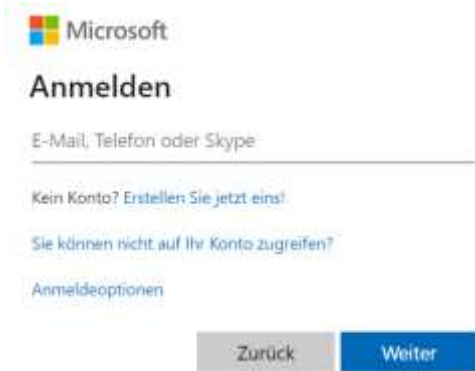 Microsoft
Anmelden
E-Mail, Telefon oder Skype
Kein Konto? Erstellen Sie jetzt eins!
Sie können nicht auf Ihr Konto zugreifen?
Anmeldeoptionen
Zurück Weiter